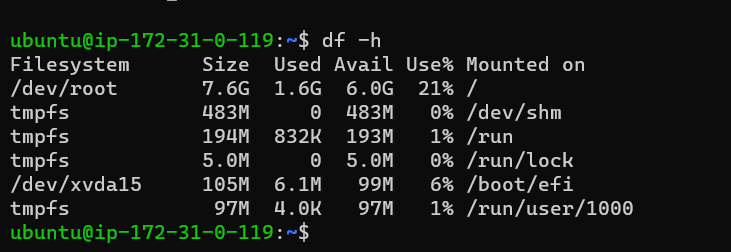 ubuntu@ip-172-31-0-119:~$ df -h
Filesystem      Size  Used Avail Use% Mounted on
/dev/root       7.6G  1.6G  6.0G  21% /
tmpfs           483M     0  483M   0% /dev/shm
tmpfs           194M  832K  193M   1% /run
tmpfs           5.0M     0  5.0M   0% /run/lock
/dev/xvda15     105M  6.1M   99M   6% /boot/efi
tmpfs            97M  4.0K   97M   1% /run/user/1000
ubuntu@ip-172-31-0-119:~$